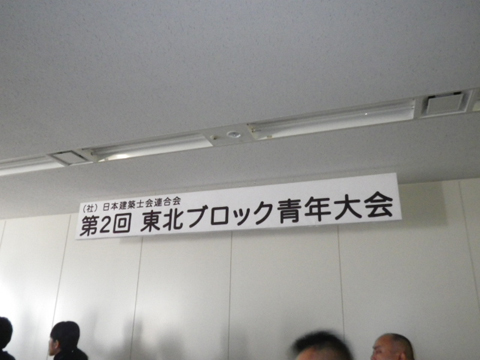 （社）日本建築士会連合会
第2回 東北ブロック青年大会